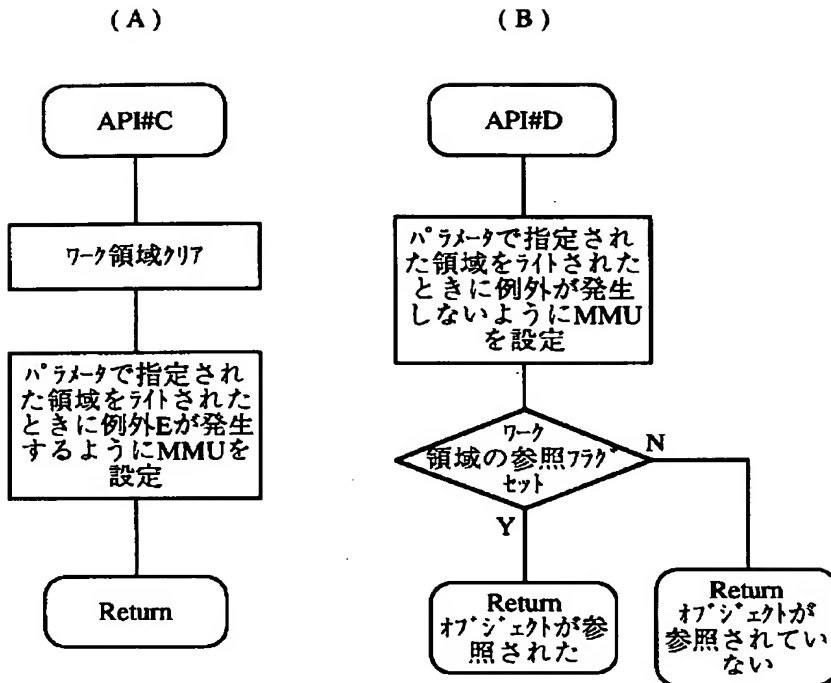 (A)
API#C
ワーク領域クリア
パラメータで指定され
た領域をライトされた
ときに例外Eが発生
するようにMMUを
設定
Return
(B)
API#D
パラメータで指定され
た領域をライトされた
ときに例外が発生
しないようにMMU
を設定
ワーク
領域の参照フラグ
セット
N
Y
Return
オブジェクトが参
照された
Return
オブジェクトが
参照されてい
ない